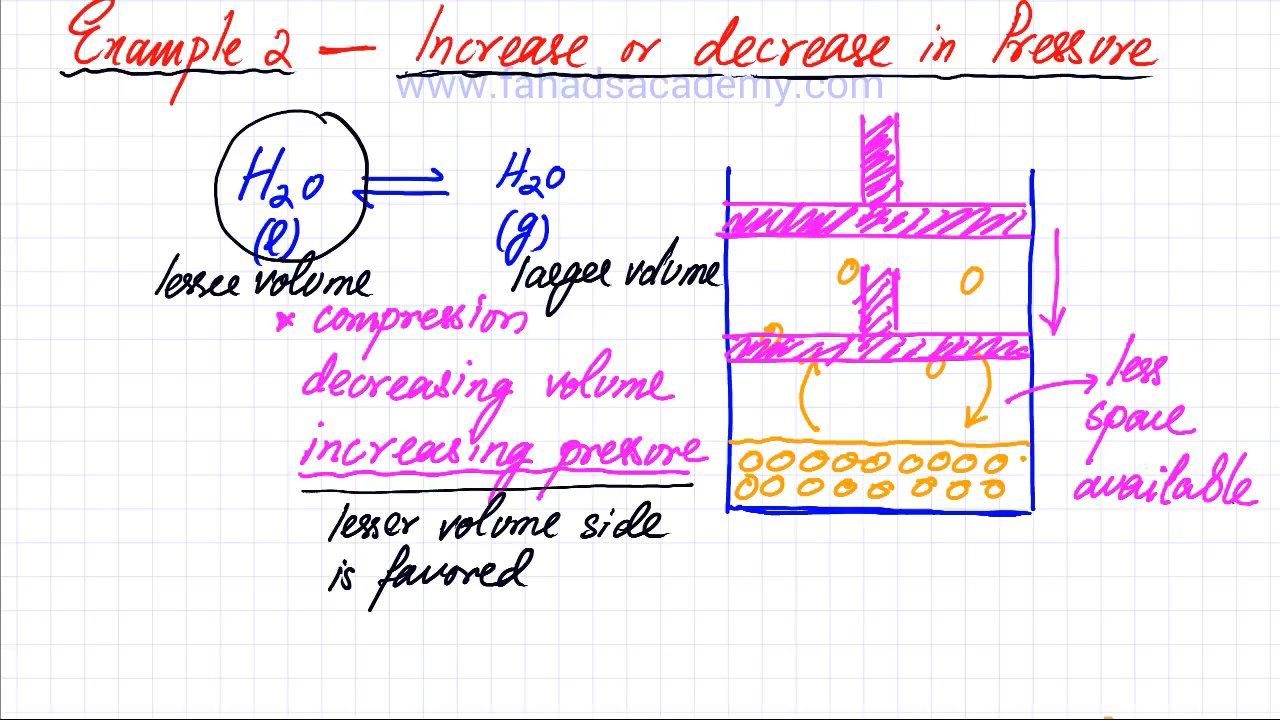 Example 2 — Increase or decrease in Pressure
www.fahadsacademy.com
H2O ⇌ H2O
(l) (g)
lesser volume larger volume
* compression
decreasing volume
increasing pressure
lesser volume side
is favored
less
space
available